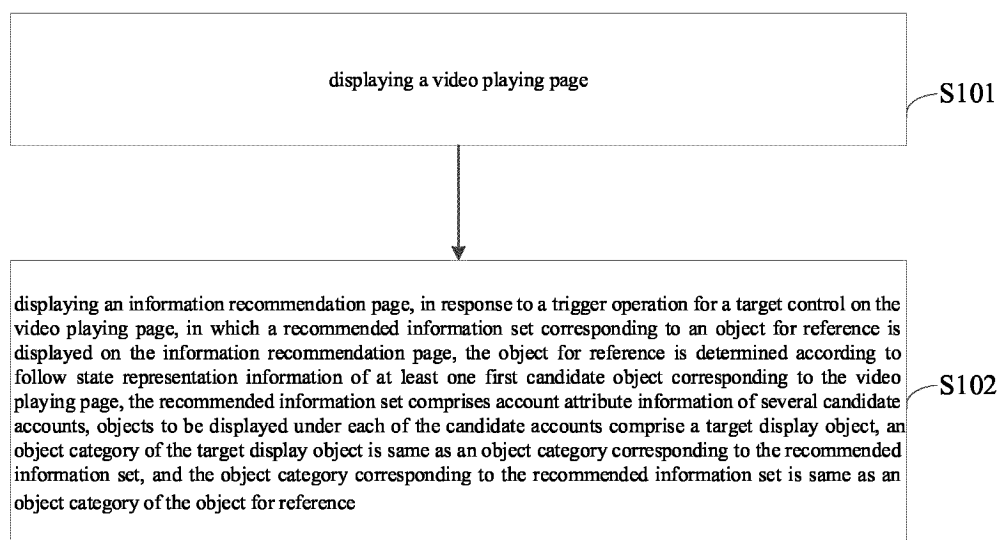 displaying a video playing page
S101
displaying an information recommendation page, in response to a trigger operation for a target control on the
video playing page, in which a recommended information set corresponding to an object for reference is
displayed on the information recommendation page, the object for reference is determined according to
follow state representation information of at least one first candidate object corresponding to the video
playing page, the recommended information set comprises account attribute information of several candidate
accounts, objects to be displayed under each of the candidate accounts comprise a target display object, an
object category of the target display object is same as an object category corresponding to the recommended
information set, and the object category corresponding to the recommended information set is same as an
object category of the object for reference
S102